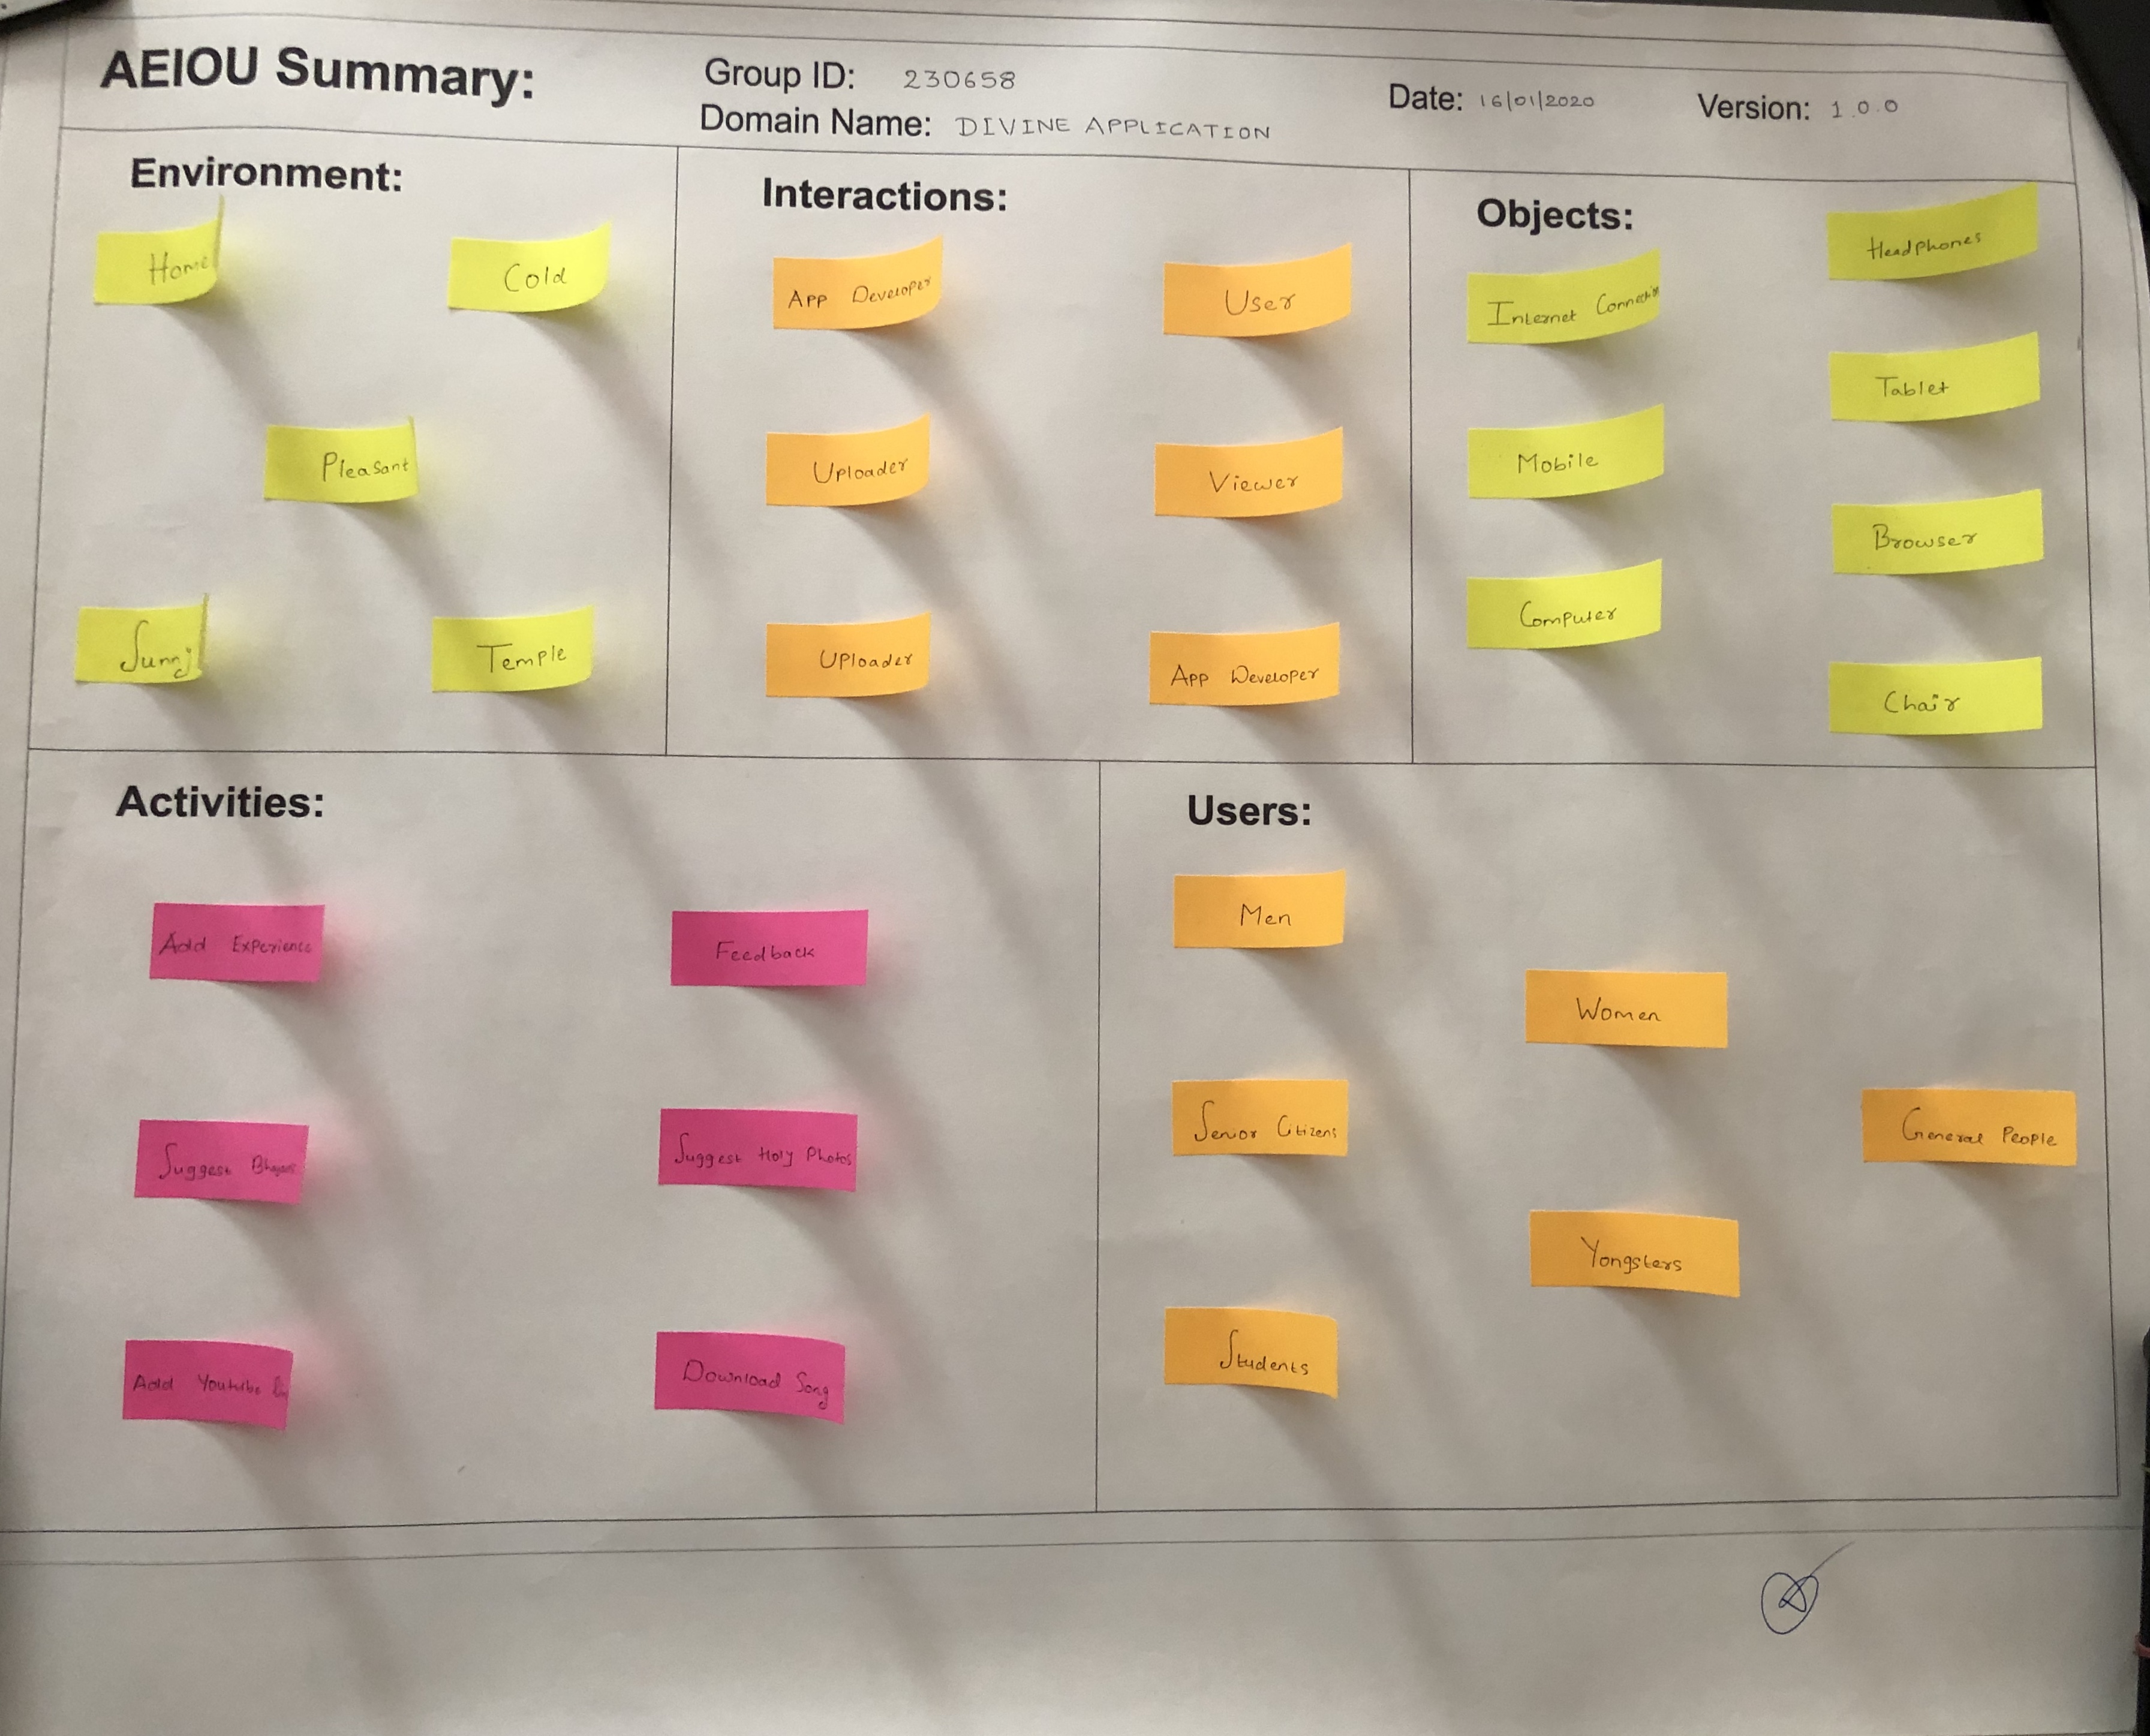 AEIOU Summary:
Group ID: 230658
Domain Name: DIVINE APPLICATION
Date: 16/01/2020
Version: 1.0.0
Environment:
Home
Cold
Pleasant
Sunny
Temple
Interactions:
App Developer
User
Uploader
Viewer
Uploader
App Developer
Objects:
Headphones
Internet Connection
Tablet
Mobile
Browser
Computer
Chair
Activities:
Add Experience
Feedback
Suggest Bhajans
Suggest Holy Photos
Add Youtube
Download Song
Users:
Men
Women
Senior Citizens
General People
Yongsters
Students